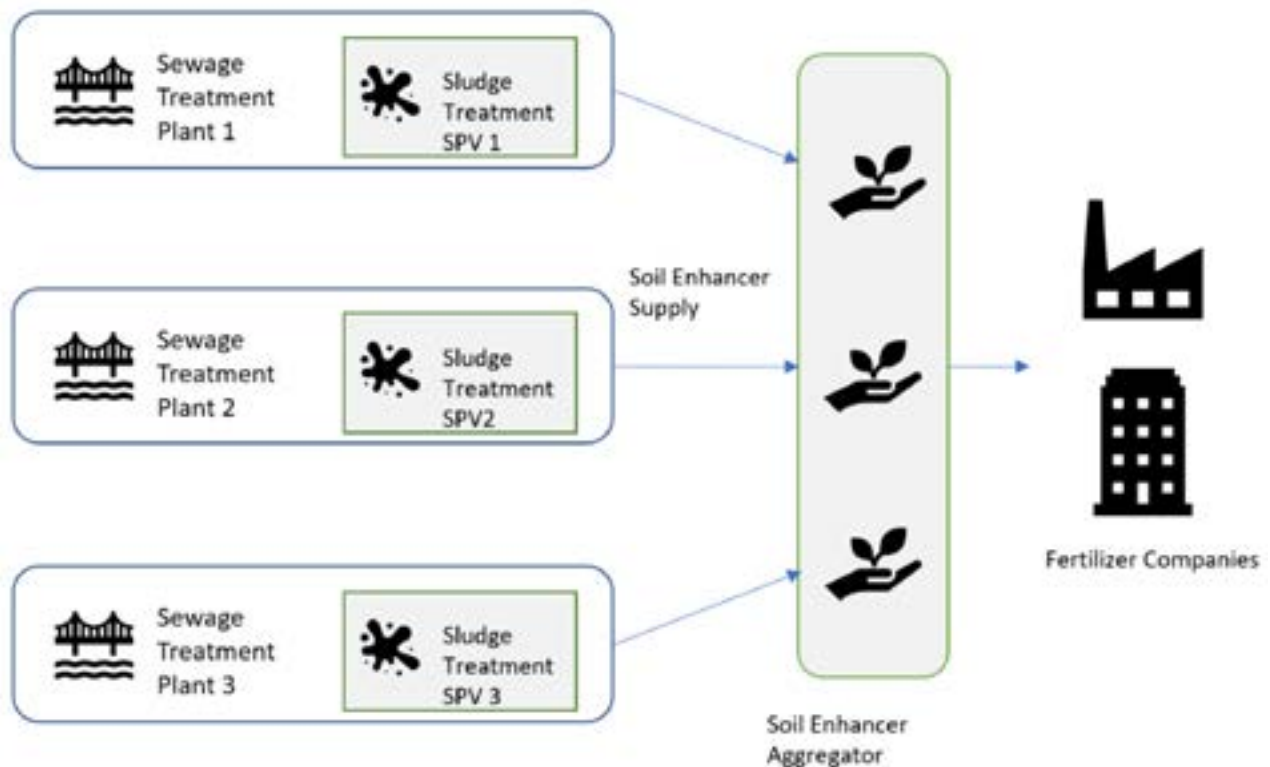 Sewage
Treatment
Plant 1
Sludge
Treatment
SPV 1
Sewage
Treatment
Plant 2
Sludge
Treatment
SPV2
Soil Enhancer
Supply
Sewage
Treatment
Plant 3
Sludge
Treatment
SPV 3
Soil Enhancer
Aggregator
Fertilizer Companies